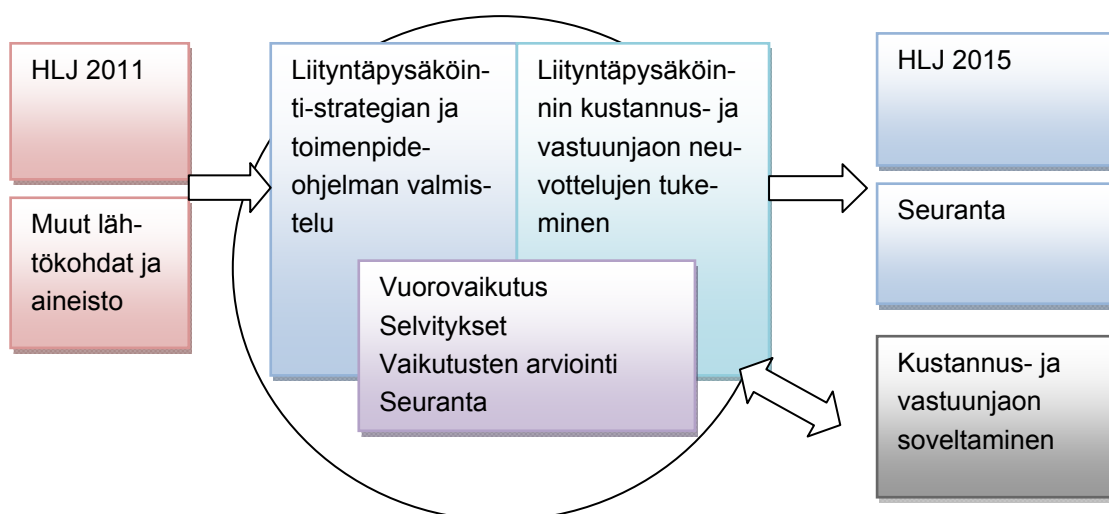 HLJ 2011
Muut läh-
tökohdat ja
aineisto
Liityntäpysäköin-
ti-strategian ja
toimenpide-
ohjelman valmis-
telu
Liityntäpysäköin-
nin kustannus- ja
vastuunjaon neu-
vottelujen tuke-
minen
Vuorovaikutus
Selvitykset
Vaikutusten arviointi
Seuranta
HLJ 2015
Seuranta
Kustannus- ja
vastuunjaon
soveltaminen